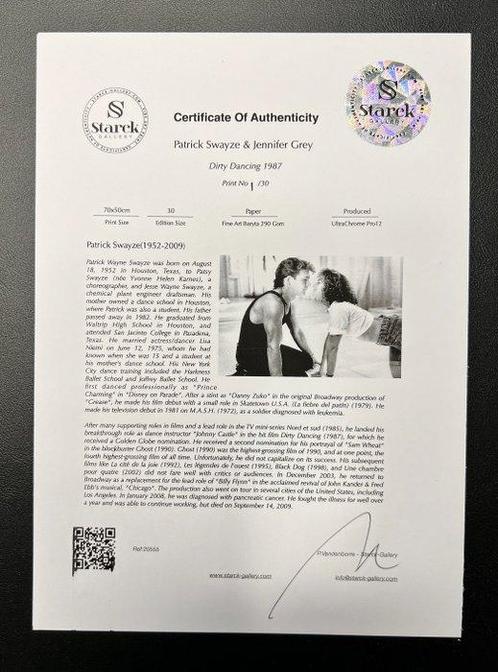 SS
Starck
GALLERY
SS
Starck
GALLERY
Certificate Of Authenticity
Patrick Swayze & Jennifer Grey
Dirty Dancing 1987
Print No 1 /30
70x50cm 30 Paper Produced
Print Size Edition Size Fine Art Baryta 290 Gsm UltraChrome Pro12
Patrick Swayze(1952-2009)
Patrick Wayne Swayze was born on August
18, 1952 in Houston, Texas, to Patsy
Swayze (née Yvonne Helen Karnes), a
choreographer, and Jesse Wayne Swayze, a
chemical plant engineer draftsman. His
mother owned a dance school in Houston,
where Patrick was also a student. His father
passed away in 1982. He graduated from
Waltrip High School in Houston, and
attended San Jacinto College in Pasadena,
Texas. He married actress/dancer Lisa
Niemi on June 12, 1975, whom he had
known when she was 15 and a student at
his mother's dance school. His New York
City dance training included the Harkness
Ballet School and Joffrey Ballet School. He
first danced professionally as "Prince
Charming" in "Disney on Parade". After a stint as "Danny Zuko" in the original Broadway production of
"Grease", he made his film debut with a small role in Skatetown U.S.A. (La fièbre del patin) (1979). He
made his television debut in 1981 on M.A.S.H. (1972), as a soldier diagnosed with leukemia.
After many supporting roles in films and a lead role in the TV mini-series Nord et sud (1985), he landed his
breakthrough role as dance instructor "Johnny Castle" in the hit film Dirty Dancing (1987), for which he
received a Golden Globe nomination. He received a second nomination for his portrayal of "Sam Wheat"
in the blockbuster Ghost (1990). Ghost (1990) was the highest-grossing film of 1990, and at one point, the
fourth highest-grossing film of all time. Unfortunately, he did not capitalize on its success. His subsequent
films like La cité de la joie (1992), Les légendes de l'ouest (1995), Black Dog (1998), and Une chambre
pour quatre (2002) did not fare well with critics or audiences. In December 2003, he returned to
Broadway as a replacement for the lead role of "Billy Flynn" in the acclaimed revival of John Kander & Fred
Ebb's musical, "Chicago". The production also went on tour in several cities of the United States, including
Los Angeles. In January 2008, he was diagnosed with pancreatic cancer. He fought the illness for well over
a year and was able to continue working, but died on September 14, 2009.
Ref:20566
P.Vandenborre - Starck-Gallery
www.starck-gallery.com info@starck-gallery.com